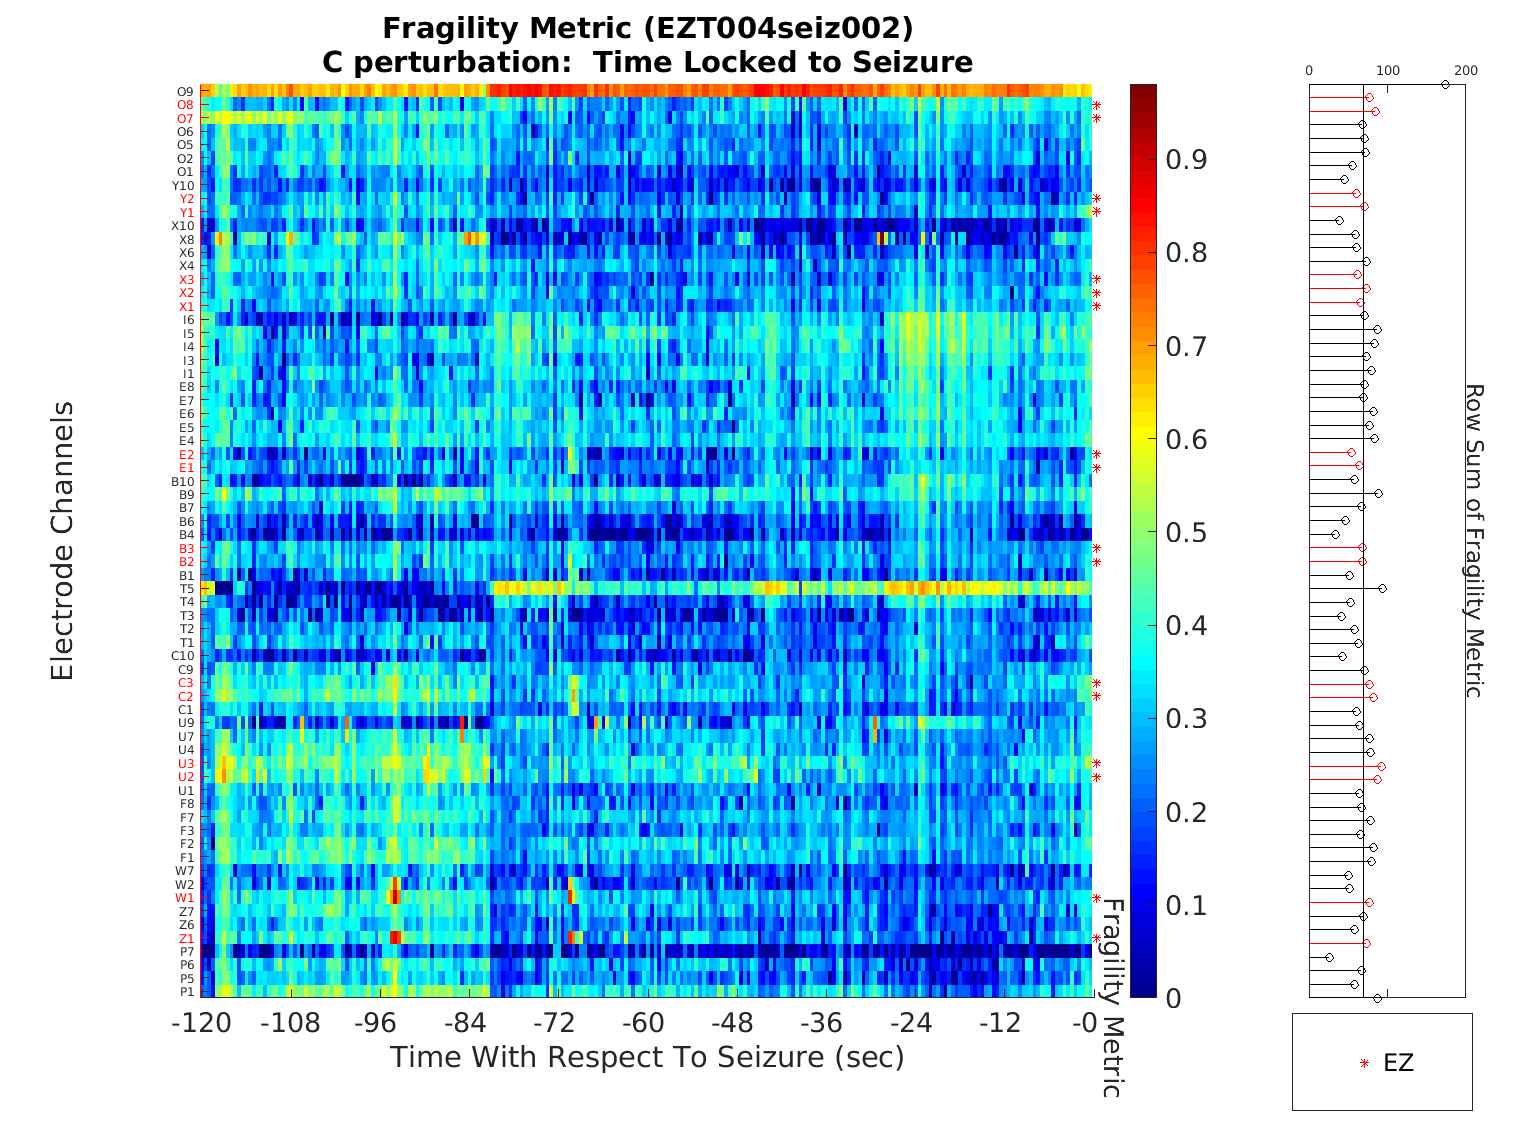 Fragility Metric (EZT004seiz002)
C perturbation:  Time Locked to Seizure
Electrode Channels
O9
O8
O7
O6
O5
O2
O1
Y10
Y2
Y1
X10
X8
X6
X4
X3
X2
X1
I6
I5
I4
I3
I1
E8
E7
E6
E5
E4
E2
E1
B10
B9
B7
B6
B4
B3
B2
B1
T5
T4
T3
T2
T1
C10
C9
C3
C2
C1
U9
U7
U4
U3
U2
U1
F8
F7
F3
F2
F1
W7
W2
W1
Z7
Z6
Z1
P7
P6
P5
P1
-120 -108 -96 -84 -72 -60 -48 -36 -24 -12 -0
Time With Respect To Seizure (sec)
0.9
0.8
0.7
0.6
0.5
0.4
0.3
0.2
0.1
0
Fragility Metric
0 100 200
Row Sum of Fragility Metric
EZ